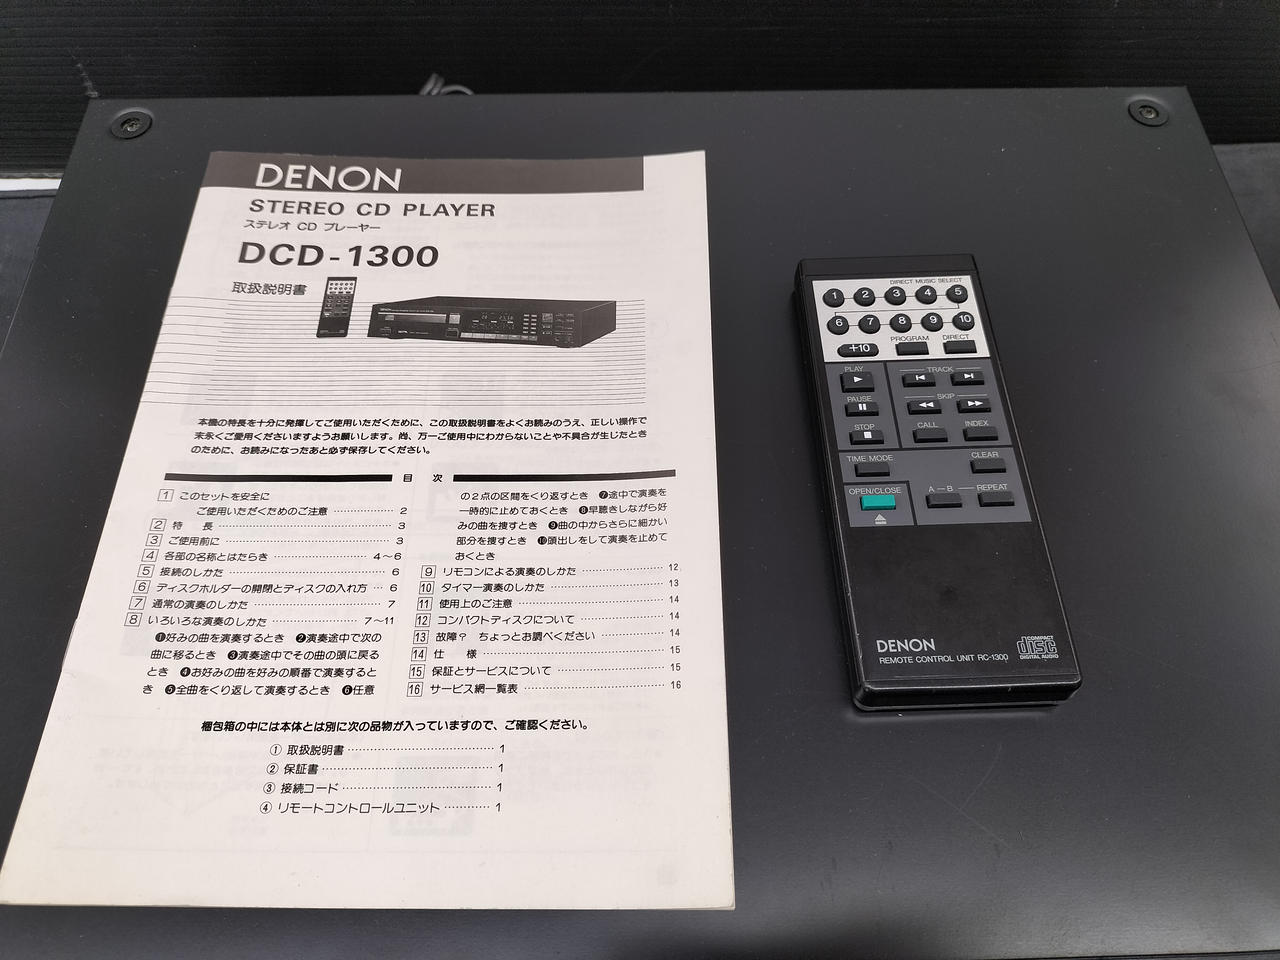 DENON
STEREO CD PLAYER
ステレオ CD プレーヤー
DCD-1300
取扱説明書
本機の特長を十分に発揮してご使用いただくために、この取扱説明書をよくお読みのうえ、正しい操作で
末永くご愛用くださいますようお願いします。尚、万一ご使用中にわからないことや不具合が生じたとき
のために、お読みになったあと必ず保存してください。
目 次
1 このセットを安全に
ご使用いただくためのご注意 2
2 特 長 3
3 ご使用前に 3
4 各部の名称とはたらき 4〜6
5 接続のしかた 6
6 ディスクホルダーの開閉とディスクの入れ方 6
7 通常の演奏のしかた 7
8 いろいろな演奏のしかた 7〜11
❶好みの曲を演奏するとき ❷演奏途中で次の
曲に移るとき ❸演奏途中でその曲の頭に戻る
とき ❹お好みの曲を好みの順番で演奏すると
き ❺全曲をくり返して演奏するとき ❻任意
の2点の区間をくり返すとき ❼途中で演奏を
一時的に止めておくとき ❽早聴きしながら好
みの曲を捜すとき ❾曲の中からさらに細かい
部分を捜すとき ❿頭出しをして演奏を止めて
おくとき
9 リモコンによる演奏のしかた 12
10 タイマー演奏のしかた 13
11 使用上のご注意 14
12 コンパクトディスクについて 14
13 故障? ちょっとお調べください 14
14 仕 様 15
15 保証とサービスについて 15
16 サービス網一覧表 16
梱包箱の中には本体とは別に次の品物が入っていますので、ご確認ください。
① 取扱説明書 1
② 保証書 1
③ 接続コード 1
④ リモートコントロールユニット 1
DIRECT MUSIC SELECT
1 2 3 4 5
6 7 8 9 10
PROGRAM DIRECT
+10
PLAY TRACK
PAUSE SKIP
STOP CALL INDEX
TIME MODE CLEAR
OPEN/CLOSE A—B REPEAT
DENON
REMOTE CONTROL UNIT RC-1300
COMPACT
disc
DIGITAL AUDIO